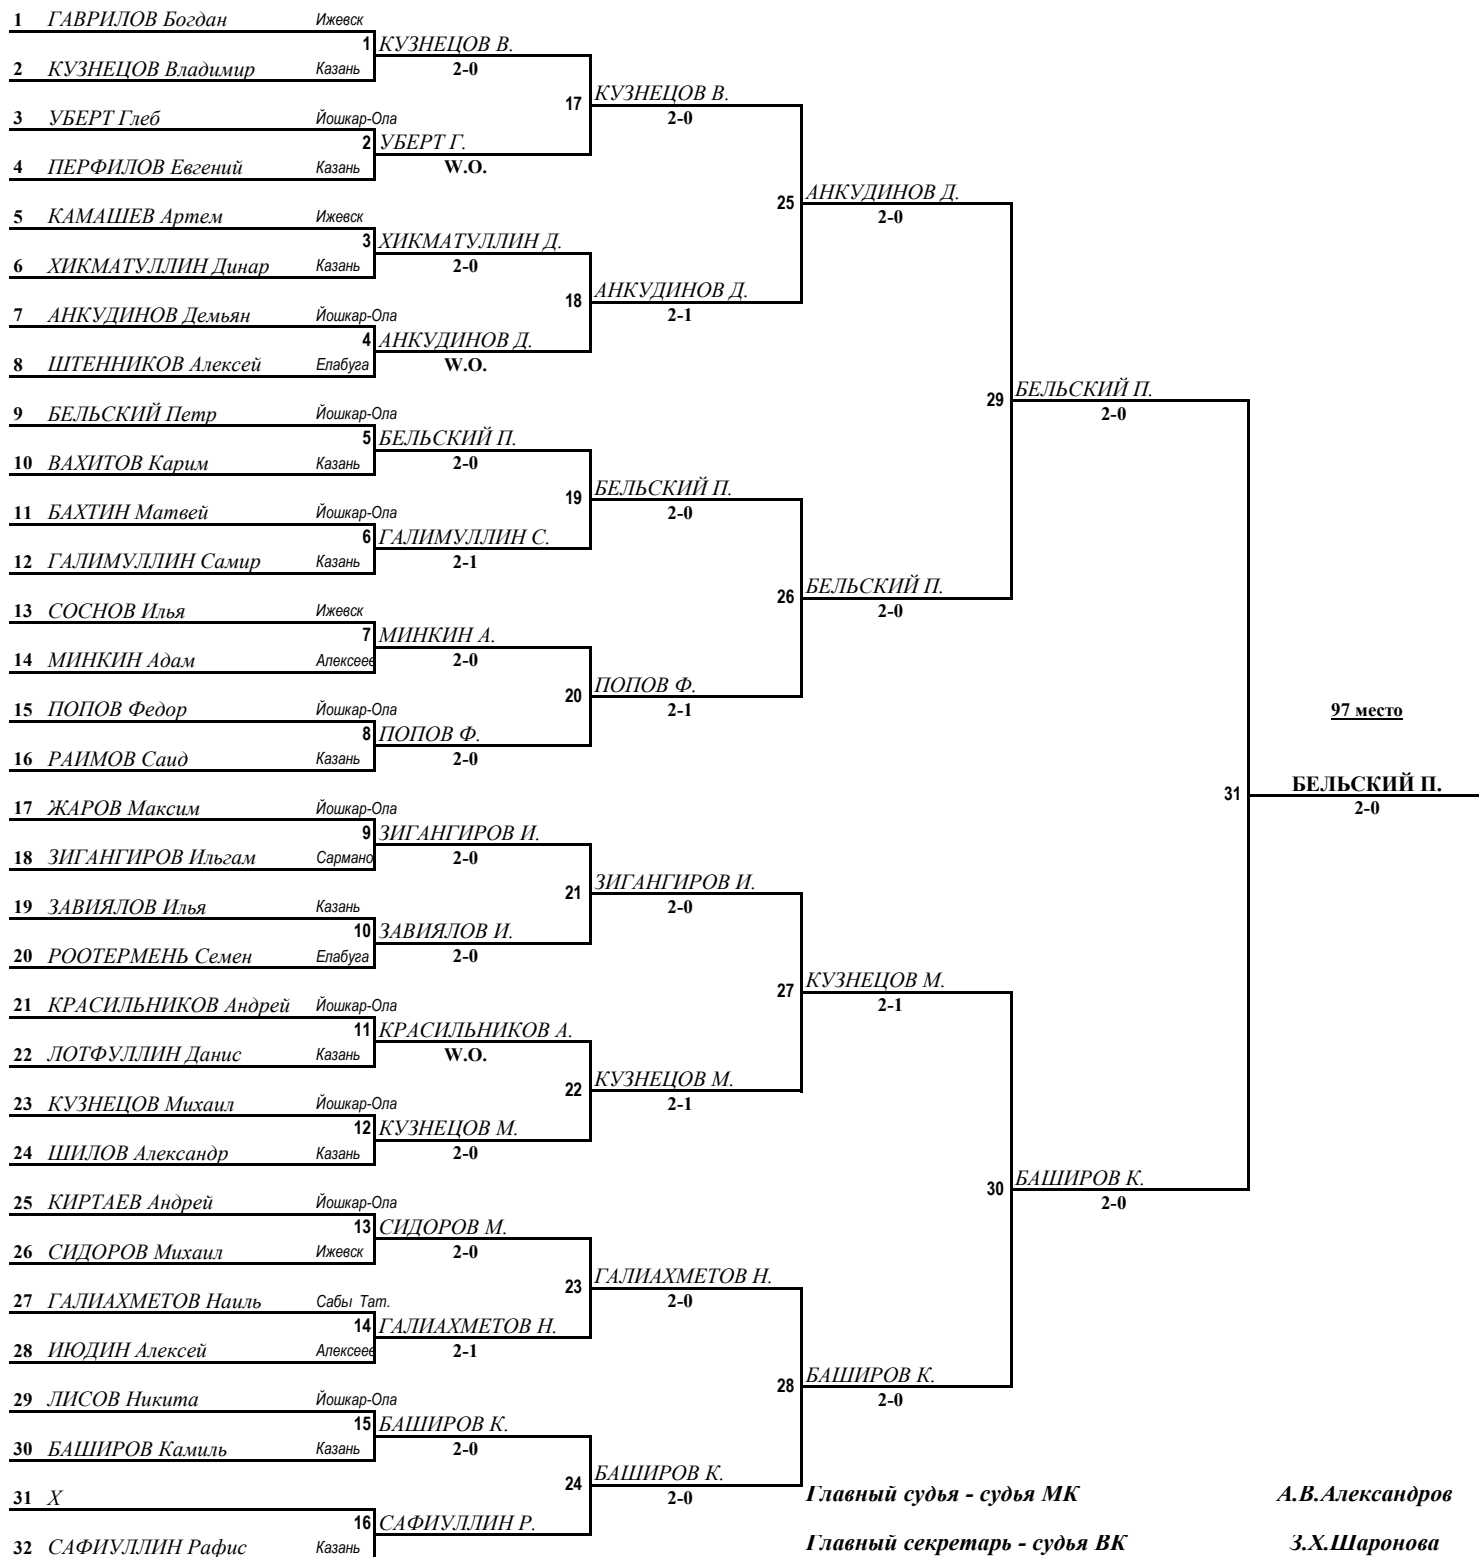 1 ГАВРИЛОВ Богдан Ижевск
1 КУЗНЕЦОВ В.
2 КУЗНЕЦОВ Владимир Казань 2-0
17 КУЗНЕЦОВ В.
3 УБЕРТ Глеб Йошкар-Ола 2-0
2 УБЕРТ Г.
4 ПЕРФИЛОВ Евгений Казань W.O.
25 АНКУДИНОВ Д.
5 КАМАШЕВ Артем Ижевск 2-0
3 ХИКМАТУЛЛИН Д.
6 ХИКМАТУЛЛИН Динар Казань 2-0
18 АНКУДИНОВ Д.
7 АНКУДИНОВ Демьян Йошкар-Ола 2-1
4 АНКУДИНОВ Д.
8 ШТЕННИКОВ Алексей Елабуга W.O.
29 БЕЛЬСКИЙ П.
9 БЕЛЬСКИЙ Петр Йошкар-Ола 2-0
5 БЕЛЬСКИЙ П.
10 ВАХИТОВ Карим Казань 2-0
19 БЕЛЬСКИЙ П.
11 БАХТИН Матвей Йошкар-Ола 2-0
6 ГАЛИМУЛЛИН С.
12 ГАЛИМУЛЛИН Самир Казань 2-1
26 БЕЛЬСКИЙ П.
13 СОСНОВ Илья Ижевск 2-0
7 МИНКИН А.
14 МИНКИН Адам Алексеее 2-0
20 ПОПОВ Ф.
15 ПОПОВ Федор Йошкар-Ола 2-1 97 место
8 ПОПОВ Ф.
16 РАИМОВ Саид Казань 2-0
31 БЕЛЬСКИЙ П.
17 ЖАРОВ Максим Йошкар-Ола 2-0
9 ЗИГАНГИРОВ И.
18 ЗИГАНГИРОВ Ильгам Сармано 2-0
21 ЗИГАНГИРОВ И.
19 ЗАВИЯЛОВ Илья Казань 2-0
10 ЗАВИЯЛОВ И.
20 РООТЕРМЕНЬ Семен Елабуга 2-0
27 КУЗНЕЦОВ М.
21 КРАСИЛЬНИКОВ Андрей Йошкар-Ола 2-1
11 КРАСИЛЬНИКОВ А.
22 ЛОТФУЛЛИН Данис Казань W.O.
22 КУЗНЕЦОВ М.
23 КУЗНЕЦОВ Михаил Йошкар-Ола 2-1
12 КУЗНЕЦОВ М.
24 ШИЛОВ Александр Казань 2-0
30 БАШИРОВ К.
25 КИРТАЕВ Андрей Йошкар-Ола 2-0
13 СИДОРОВ М.
26 СИДОРОВ Михаил Ижевск 2-0
23 ГАЛИАХМЕТОВ Н.
27 ГАЛИАХМЕТОВ Наиль Сабы Тат. 2-0
14 ГАЛИАХМЕТОВ Н.
28 ИЮДИН Алексей Алексеее 2-1
28 БАШИРОВ К.
29 ЛИСОВ Никита Йошкар-Ола 2-0
15 БАШИРОВ К.
30 БАШИРОВ Камиль Казань 2-0
24 БАШИРОВ К.
31 X 2-0 Главный судья - судья МК А.В.Александров
16 САФИУЛЛИН Р.
32 САФИУЛЛИН Рафис Казань Главный секретарь - судья ВК З.Х.Шаронова